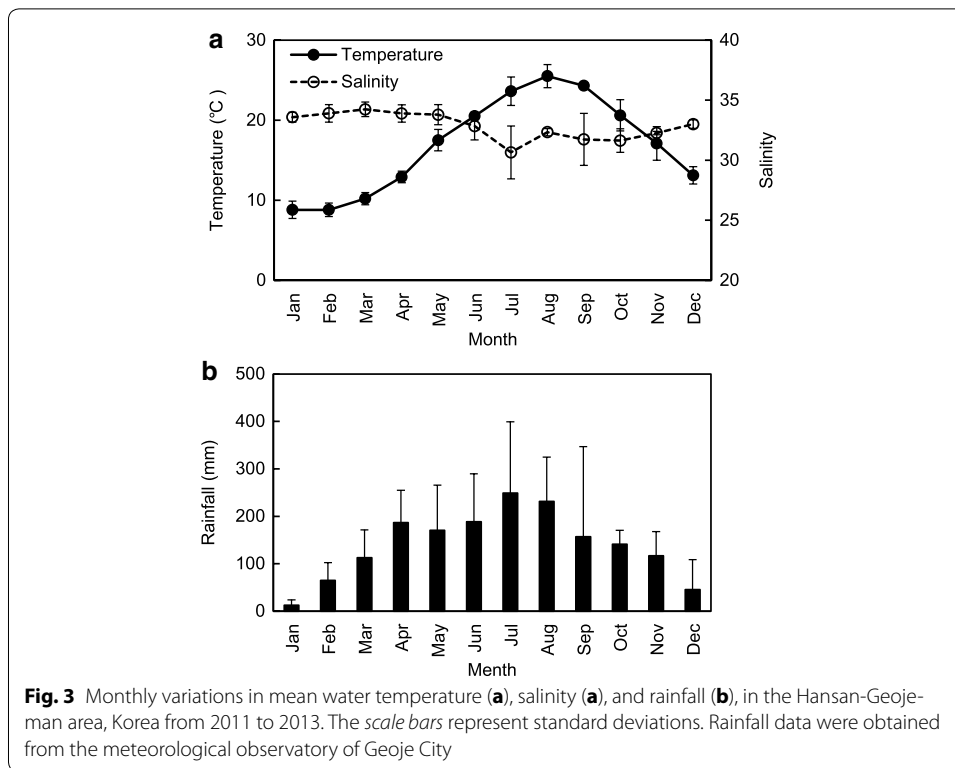 a
30
20
10
0
Temperature (°C )
Temperature
Salinity
40
35
30
25
20
Salinity
Jan
Feb
Mar
Apr
May
Jun
Jul
Aug
Sep
Oct
Nov
Dec
Month
b
500
400
300
200
100
0
Rainfall (mm)
Jan
Feb
Mar
Apr
May
Jun
Jul
Aug
Sep
Oct
Nov
Dec
Menth
Fig. 3 Monthly variations in mean water temperature (a), salinity (a), and rainfall (b), in the Hansan-Geoje-
man area, Korea from 2011 to 2013. The scale bars represent standard deviations. Rainfall data were obtained
from the meteorological observatory of Geoje City